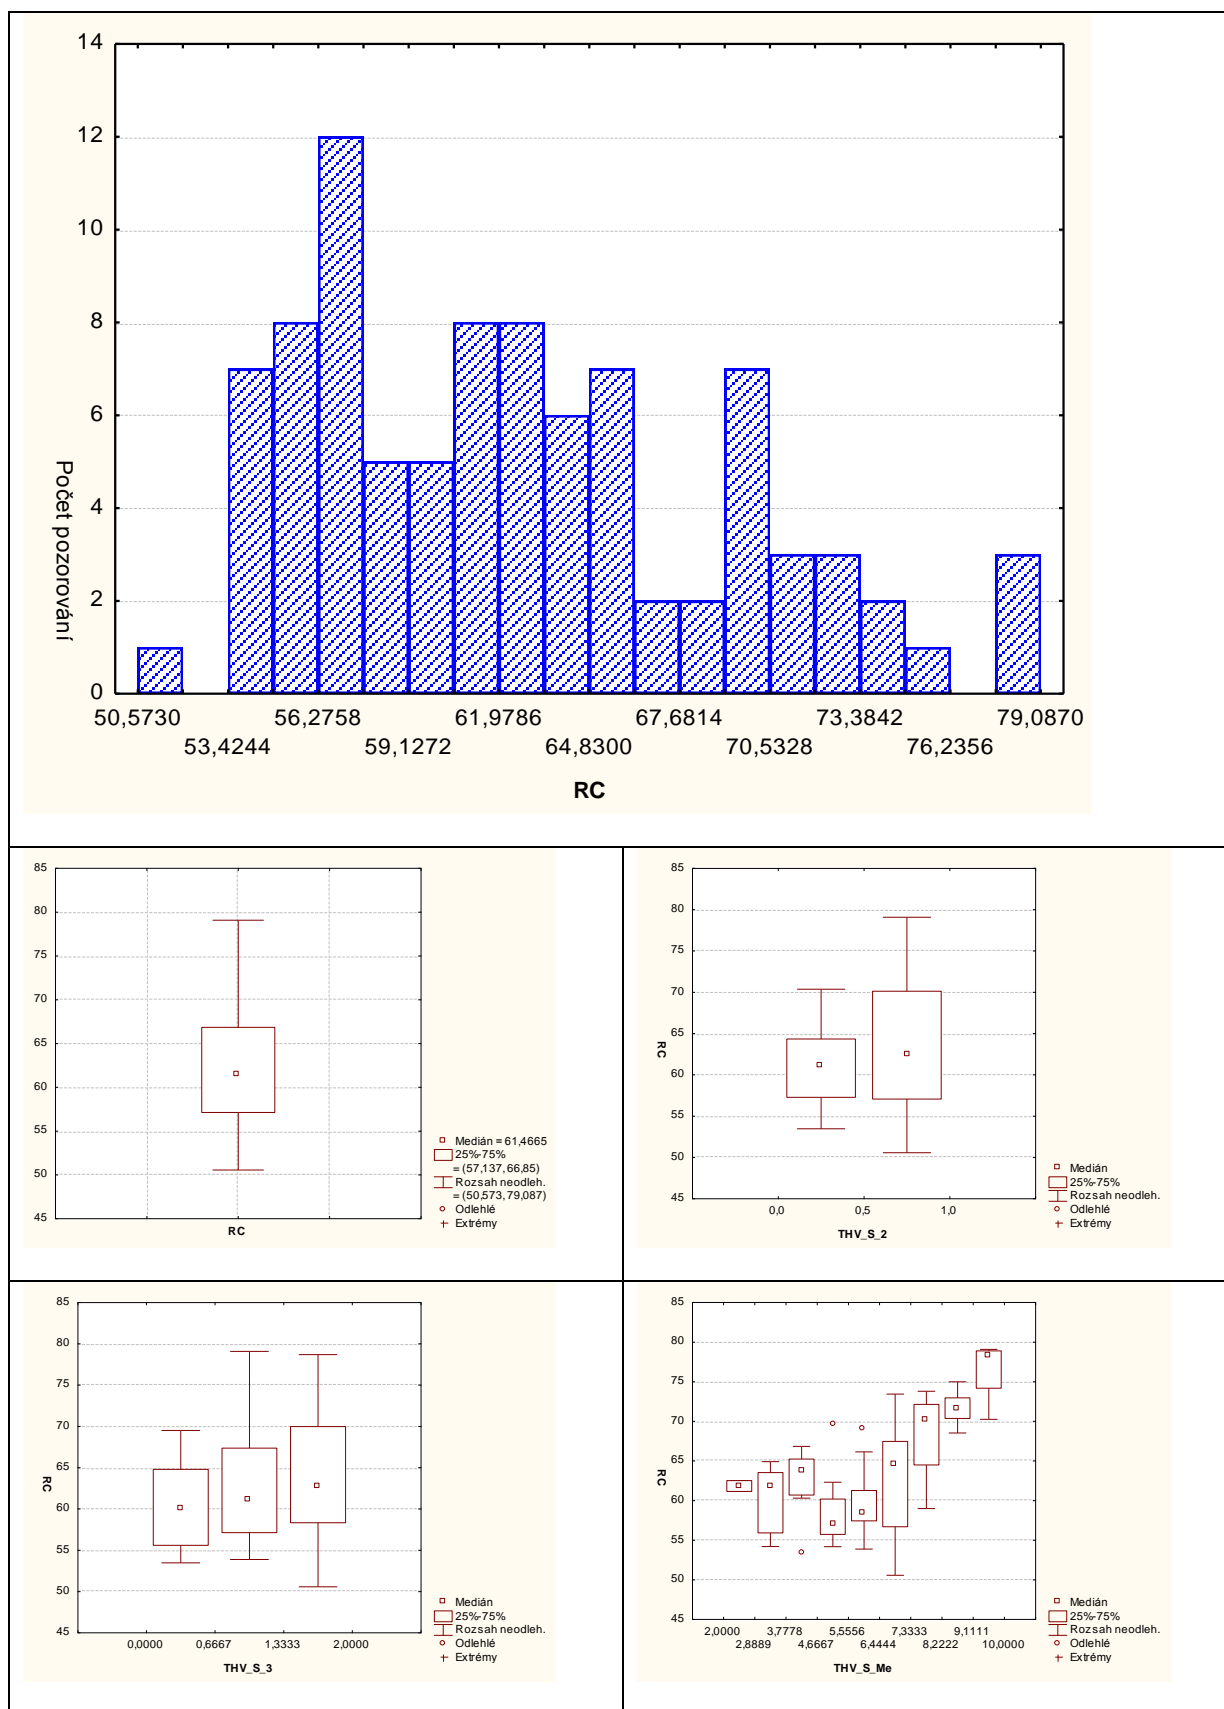 14
12
10
8
6
4
2
0
Počet pozorování
50,5730 56,2758 61,9786 67,6814 73,3842 79,0870
53,4244 59,1272 64,8300 70,5328 76,2356
RC
85
80
75
70
65
60
55
50
45
RC
Medián = 61,4665
25%-75%
= (57,137, 66,85)
Rozsah neodleh.
= (50,573, 79,087)
Odlehlé
Extrémy
85
80
75
70
65
60
55
50
45
RC
0,0 0,5 1,0
THV_S_2
Medián
25%-75%
Rozsah neodleh.
Odlehlé
Extrémy
85
80
75
70
65
60
55
50
45
RC
0,0000 0,6667 1,3333 2,0000
THV_S_3
Medián
25%-75%
Rozsah neodleh.
Odlehlé
Extrémy
85
80
75
70
65
60
55
50
45
RC
2,0000 3,7778 5,5556 7,3333 9,1111
2,8889 4,6667 6,4444 8,2222 10,0000
THV_S_Me
Medián
25%-75%
Rozsah neodleh.
Odlehlé
Extrémy